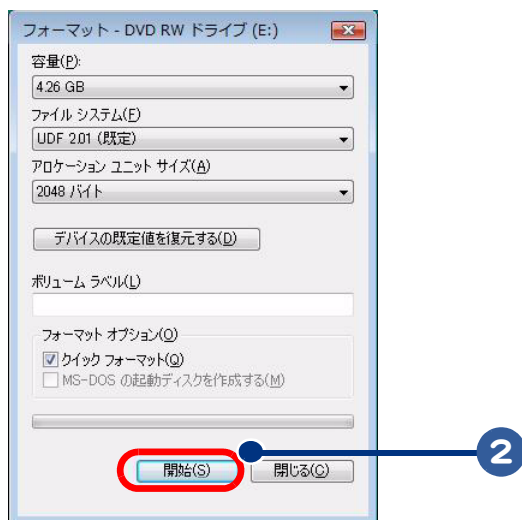 フォーマット - DVD RW ドライブ (E:)
容量(P):
4.26 GB
ファイル システム(F)
UDF 2.01 (既定)
アロケーション ユニット サイズ(A)
2048 バイト
デバイスの既定値を復元する(D)
ボリューム ラベル(L)
フォーマット オプション(O)
クイック フォーマット(Q)
MS-DOS の起動ディスクを作成する(M)
開始(S) 閉じる(C) 2